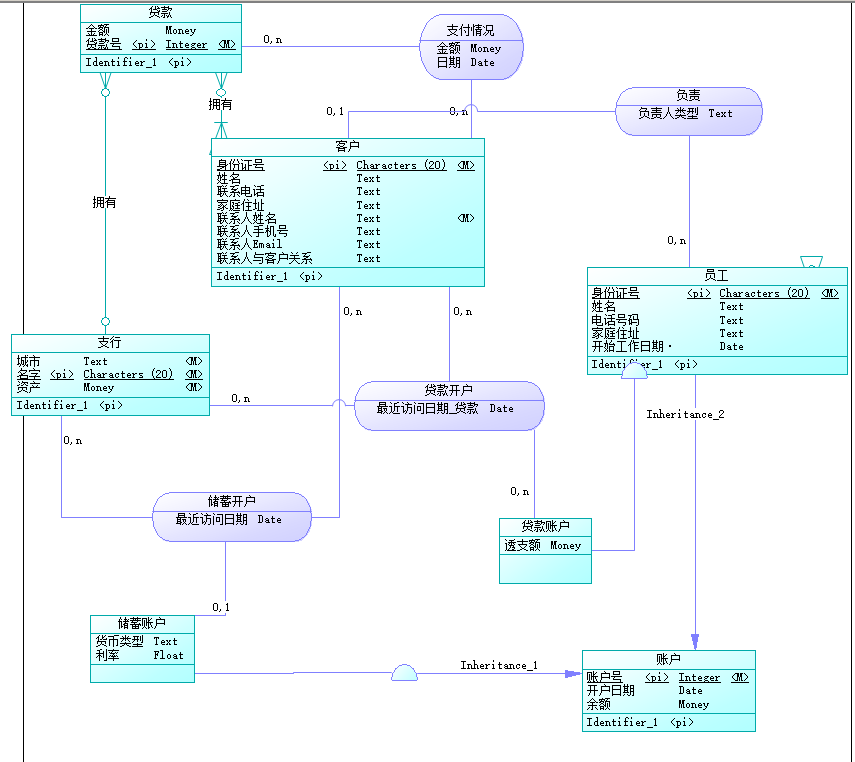 贷款
金额 Money
贷款号 <pi> Integer <M>
Identifier_1 <pi>
0,n
支付情况
金额 Money
日期 Date
拥有
0,1
0,n
负责
负责人类型 Text
客户
身份证号 <pi> Characters (20) <M>
姓名 Text
联系电话 Text
家庭住址 Text
联系人姓名 Text <M>
联系人手机号 Text
联系人Email Text
联系人与客户关系 Text
Identifier_1 <pi>
拥有
0,n
员工
身份证号 <pi> Characters (20) <M>
姓名 Text
电话号码 Text
家庭住址 Text
开始工作日期· Date
Identifier_1 <pi>
0,n
0,n
支行
城市 Text <M>
名字 <pi> Characters (20) <M>
资产 Money <M>
Identifier_1 <pi>
0,n
贷款开户
最近访问日期_贷款 Date
Inheritance_2
0,n
0,n
储蓄开户
最近访问日期 Date
贷款账户
透支额 Money
0,1
储蓄账户
货币类型 Text
利率 Float
Inheritance_1
账户
账户号 <pi> Integer <M>
开户日期 Date
余额 Money
Identifier_1 <pi>